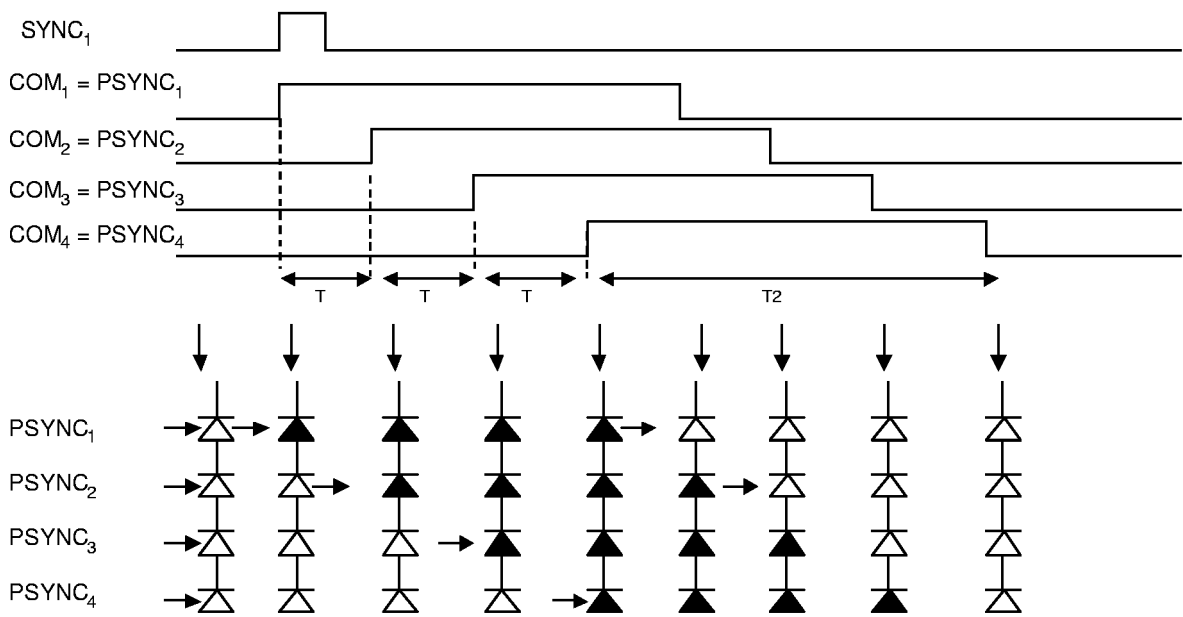 SYNC₁
COM₁ = PSYNC₁
COM₂ = PSYNC₂
COM₃ = PSYNC₃
COM₄ = PSYNC₄
T T T T2
PSYNC₁
PSYNC₂
PSYNC₃
PSYNC₄